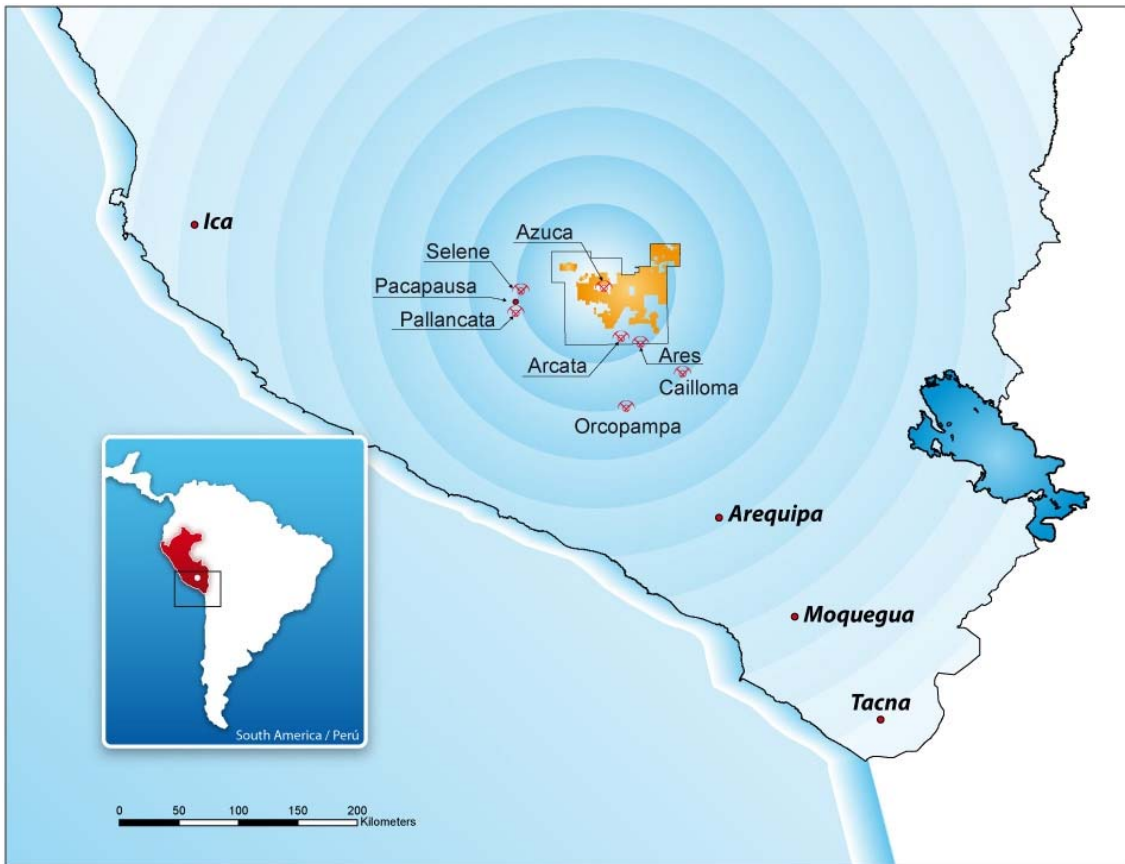 Ica
Azuca
Selene
Pacapausa
Pallancata
Ares
Arcata
Cailloma
Orcopampa
Arequipa
Moquegua
Tacna
South America / Perú
0 50 100 150 200
Kilometers